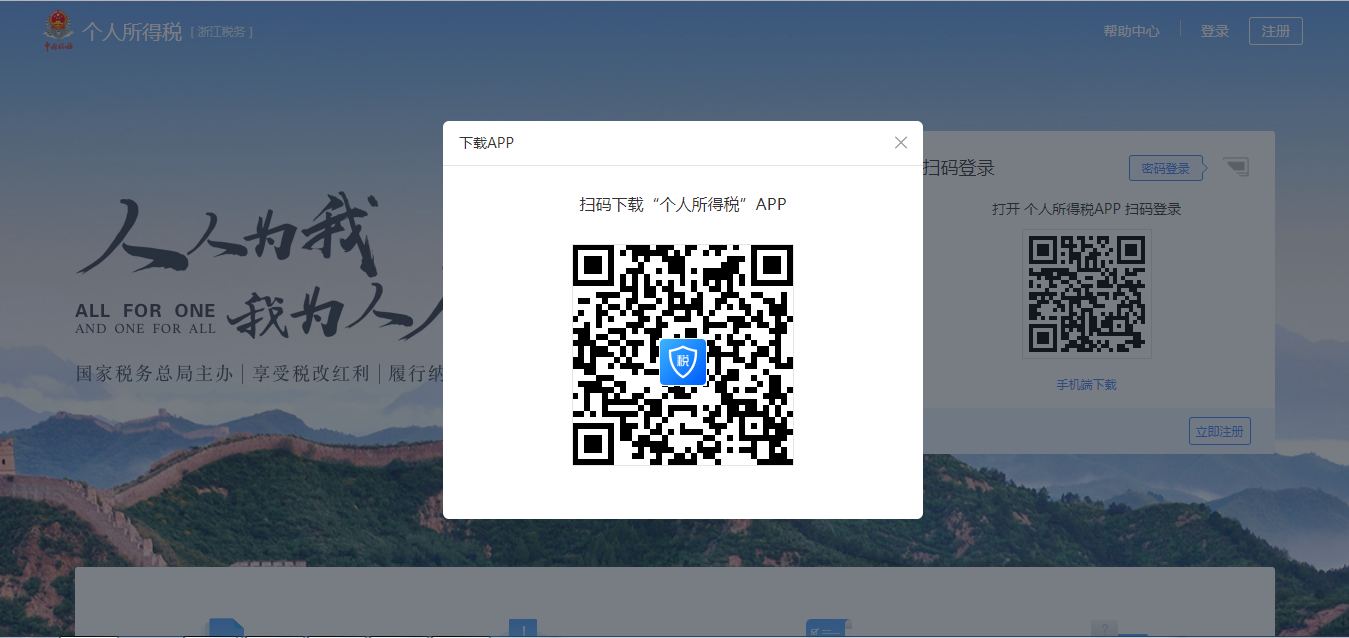 个人所得税 [ 浙江税务 ]
帮助中心
登录
注册
下载APP
扫码下载“个人所得税”APP
税
扫码登录
密码登录
打开 个人所得税APP 扫码登录
手机端下载
立即注册
人人为我
ALL FOR ONE
AND ONE FOR ALL
我为人人
国家税务总局主办 | 享受税改红利 | 履行纳